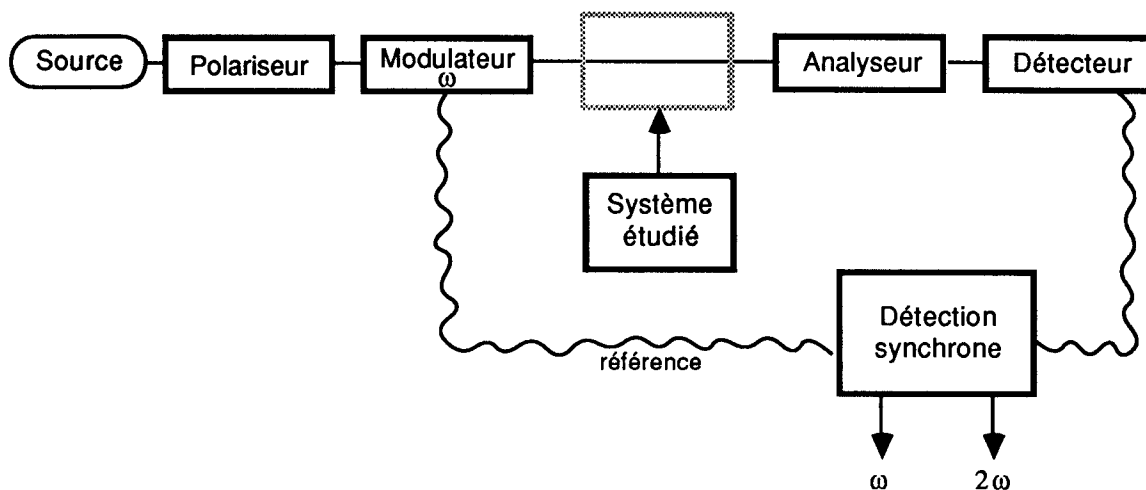 Source
Polariseur
Modulateur
ω
Analyseur
Détecteur
Système
étudié
Détection
synchrone
référence
ω
2ω